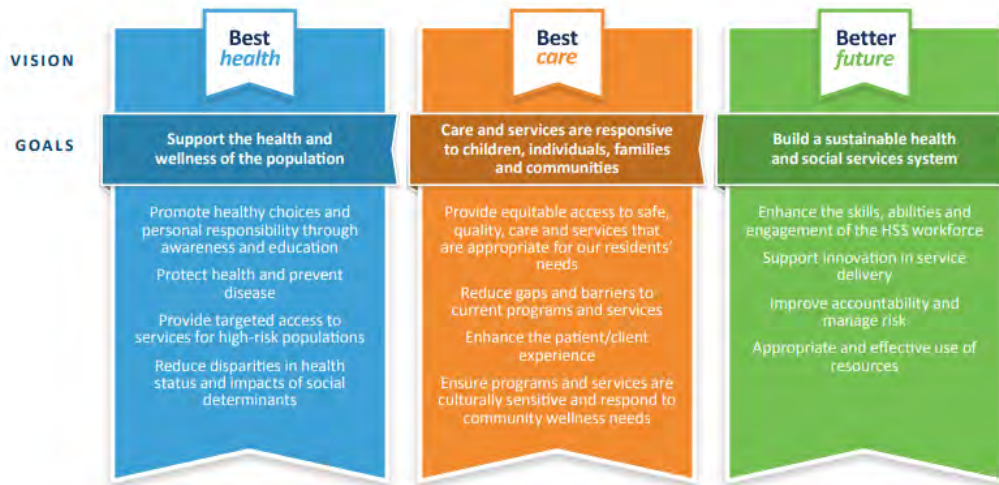 VISION
Best
health
Best
care
Better
future
GOALS
Support the health and
wellness of the population
Care and services are responsive
to children, individuals, families
and communities
Build a sustainable health
and social services system
Promote healthy choices and
personal responsibility through
awareness and education
Protect health and prevent
disease
Provide targeted access to
services for high-risk populations
Reduce disparities in health
status and impacts of social
determinants
Provide equitable access to safe,
quality, care and services that
are appropriate for our residents'
needs
Reduce gaps and barriers to
current programs and services
Enhance the patient/client
experience
Ensure programs and services are
culturally sensitive and respond to
community wellness needs
Enhance the skills, abilities and
engagement of the HSS workforce
Support innovation in service
delivery
Improve accountability and
manage risk
Appropriate and effective use of
resources